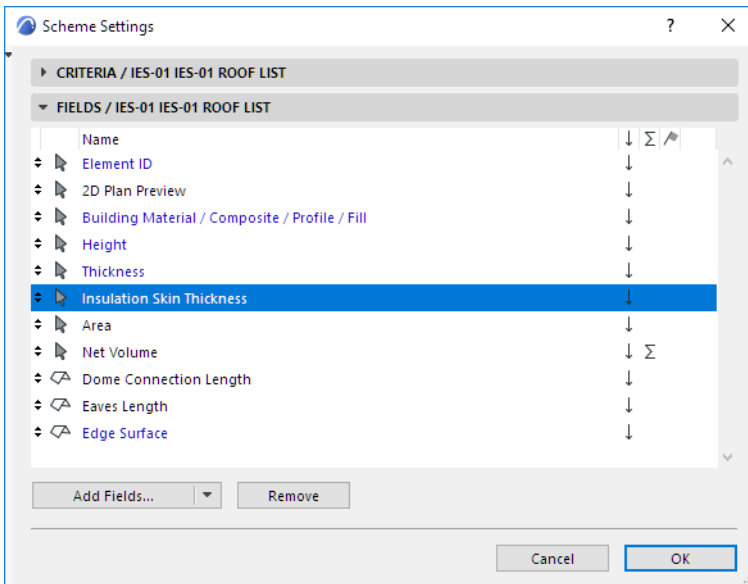 Scheme Settings
?
CRITERIA / IES-01 IES-01 ROOF LIST
FIELDS / IES-01 IES-01 ROOF LIST
Name ↓ Σ
Element ID ↓
2D Plan Preview ↓
Building Material / Composite / Profile / Fill ↓
Height ↓
Thickness ↓
Insulation Skin Thickness ↓
Area ↓
Net Volume ↓ Σ
Dome Connection Length ↓
Eaves Length ↓
Edge Surface ↓
Add Fields... Remove
Cancel OK